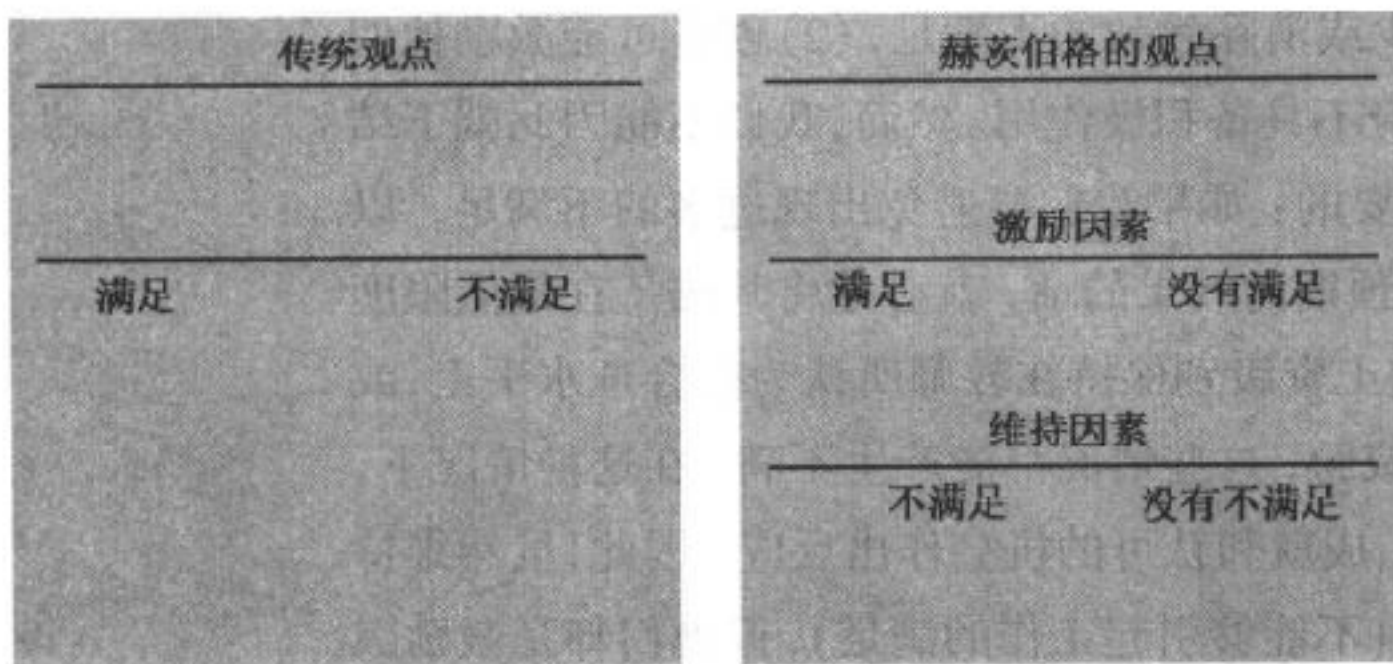 传统观点
满足 不满足
赫茨伯格的观点
激励因素
满足 没有满足
维持因素
不满足 没有不满足